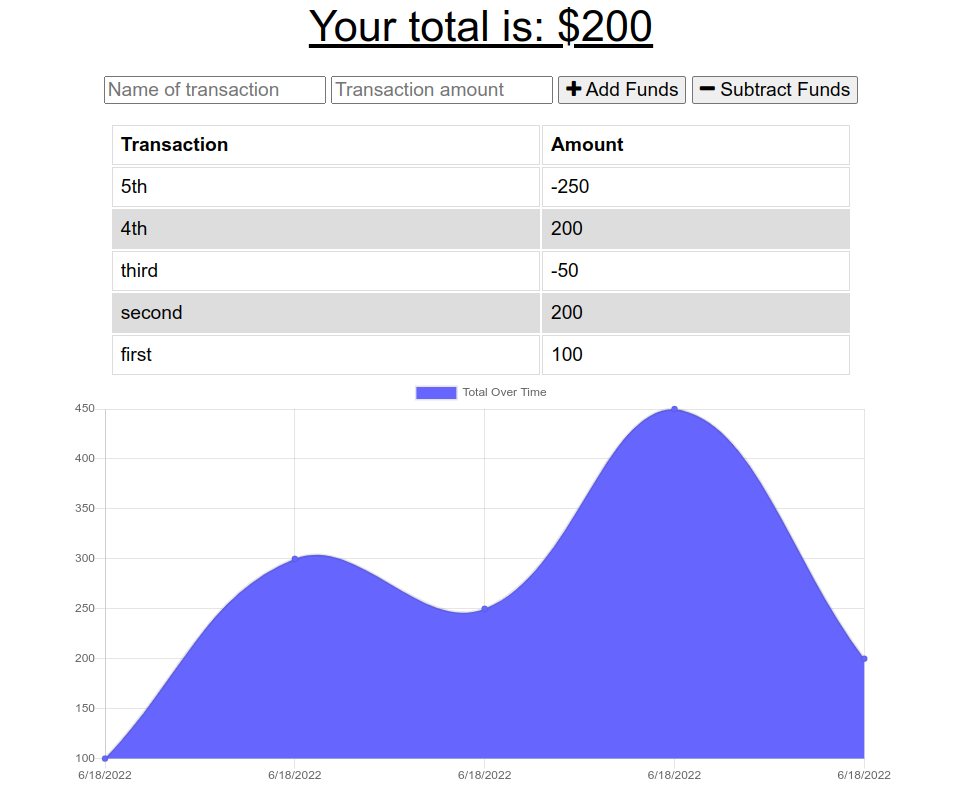 Your total is: $200
Name of transaction Transaction amount Add Funds Subtract Funds
Transaction Amount
5th -250
4th 200
third -50
second 200
first 100
Total Over Time
450
400
350
300
250
200
150
100
6/18/2022 6/18/2022 6/18/2022 6/18/2022 6/18/2022